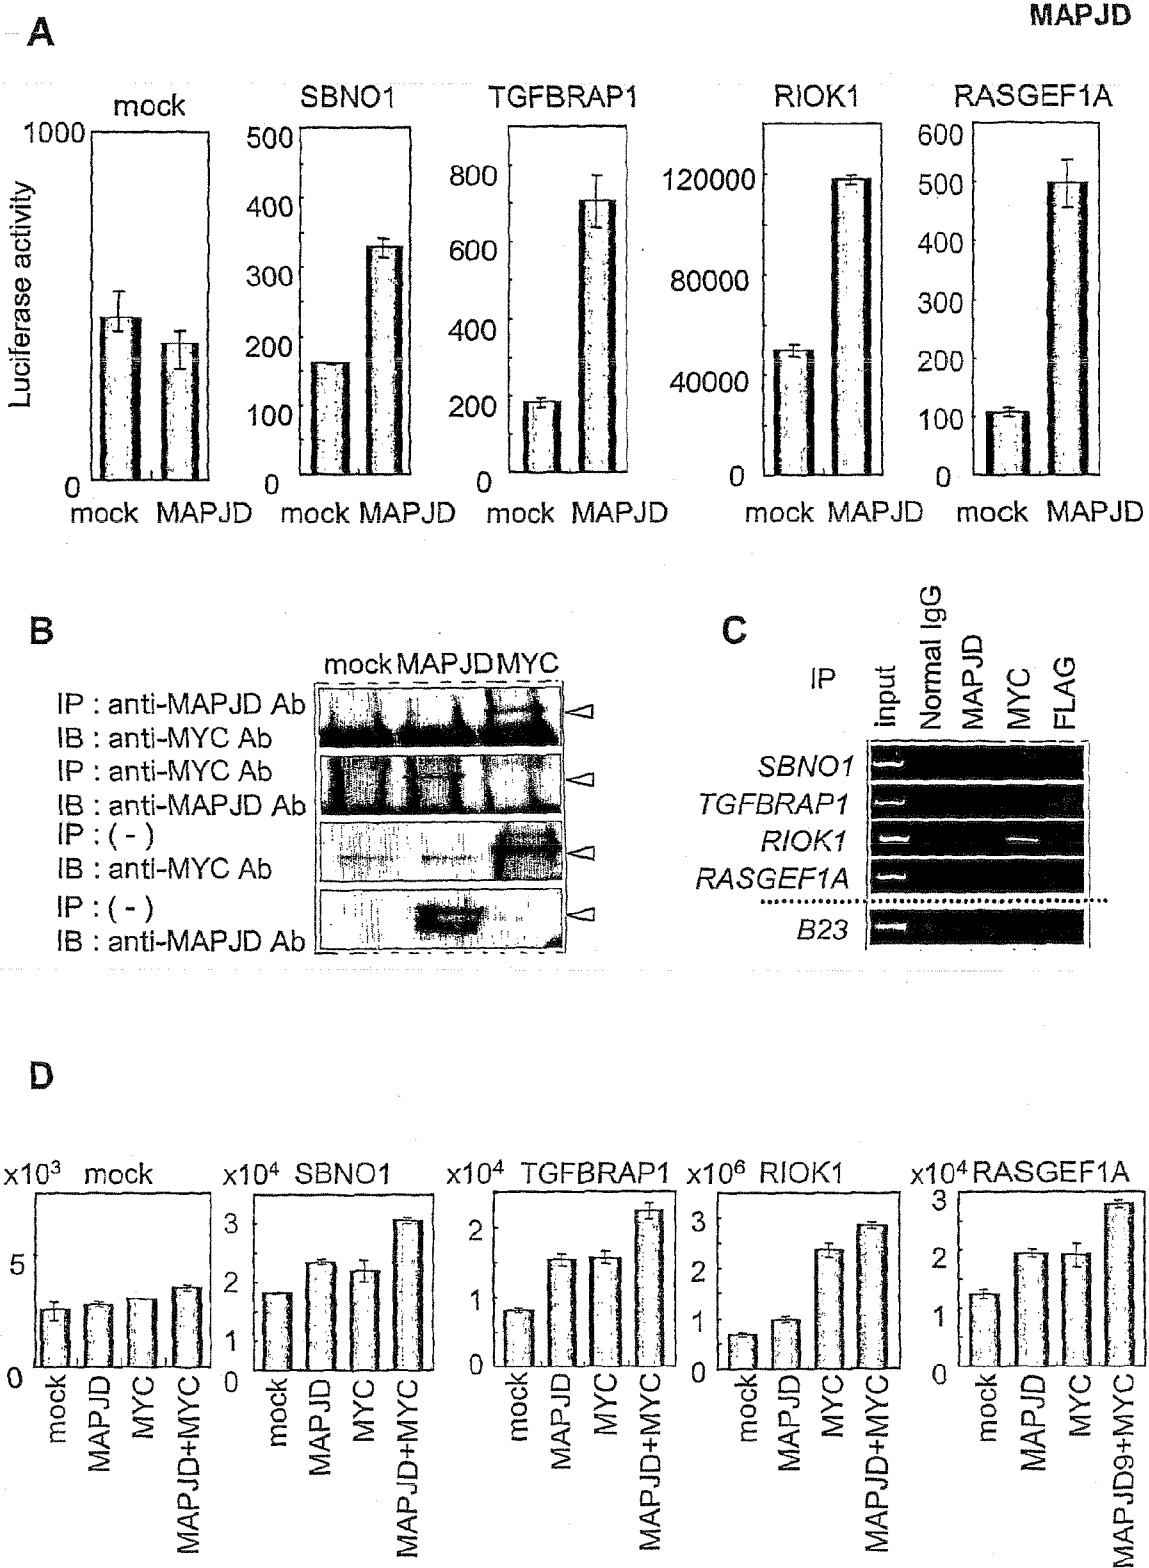 MAPJD
A
mock
SBNO1
TGFBRAP1
RIOK1
RASGEF1A
Luciferase activity
1000
0
mock MAPJD
500
400
300
200
100
0
mock MAPJD
800
600
400
200
0
mock MAPJD
120000
80000
40000
0
mock MAPJD
600
500
400
300
200
100
0
mock MAPJD
B
mock MAPJD MYC
IP : anti-MAPJD Ab
IB : anti-MYC Ab
IP : anti-MYC Ab
IB : anti-MAPJD Ab
IP : ( - )
IB : anti-MYC Ab
IP : ( - )
IB : anti-MAPJD Ab
C
IP
input
Normal IgG
MAPJD
MYC
FLAG
SBNO1
TGFBRAP1
RIOK1
RASGEF1A
B23
D
x10³ mock
5
0
mock
MAPJD
MYC
MAPJD+MYC
x10⁴ SBNO1
3
2
1
0
mock
MAPJD
MYC
MAPJD+MYC
x10⁴ TGFBRAP1
2
1
0
mock
MAPJD
MYC
MAPJD+MYC
x10⁶ RIOK1
3
2
1
0
mock
MAPJD
MYC
MAPJD+MYC
x10⁴ RASGEF1A
3
2
1
0
mock
MAPJD
MYC
MAPJD9+MYC